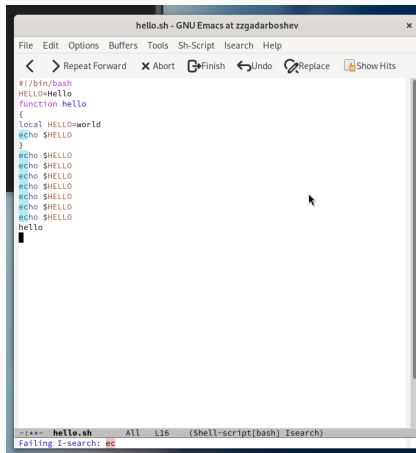 hello.sh - GNU Emacs at zzgadarboshev ×
File Edit Options Buffers Tools Sh-Script Isearch Help
Repeat Forward Abort Finish Undo Replace Show Hits
#!/bin/bash
HELLO=Hello
function hello
{
local HELLO=world
echo $HELLO
}
echo $HELLO
echo $HELLO
echo $HELLO
echo $HELLO
echo $HELLO
echo $HELLO
echo $HELLO
hello
-:**- hello.sh All L16 (Shell-script[bash] Isearch)
Failing I-search: ec